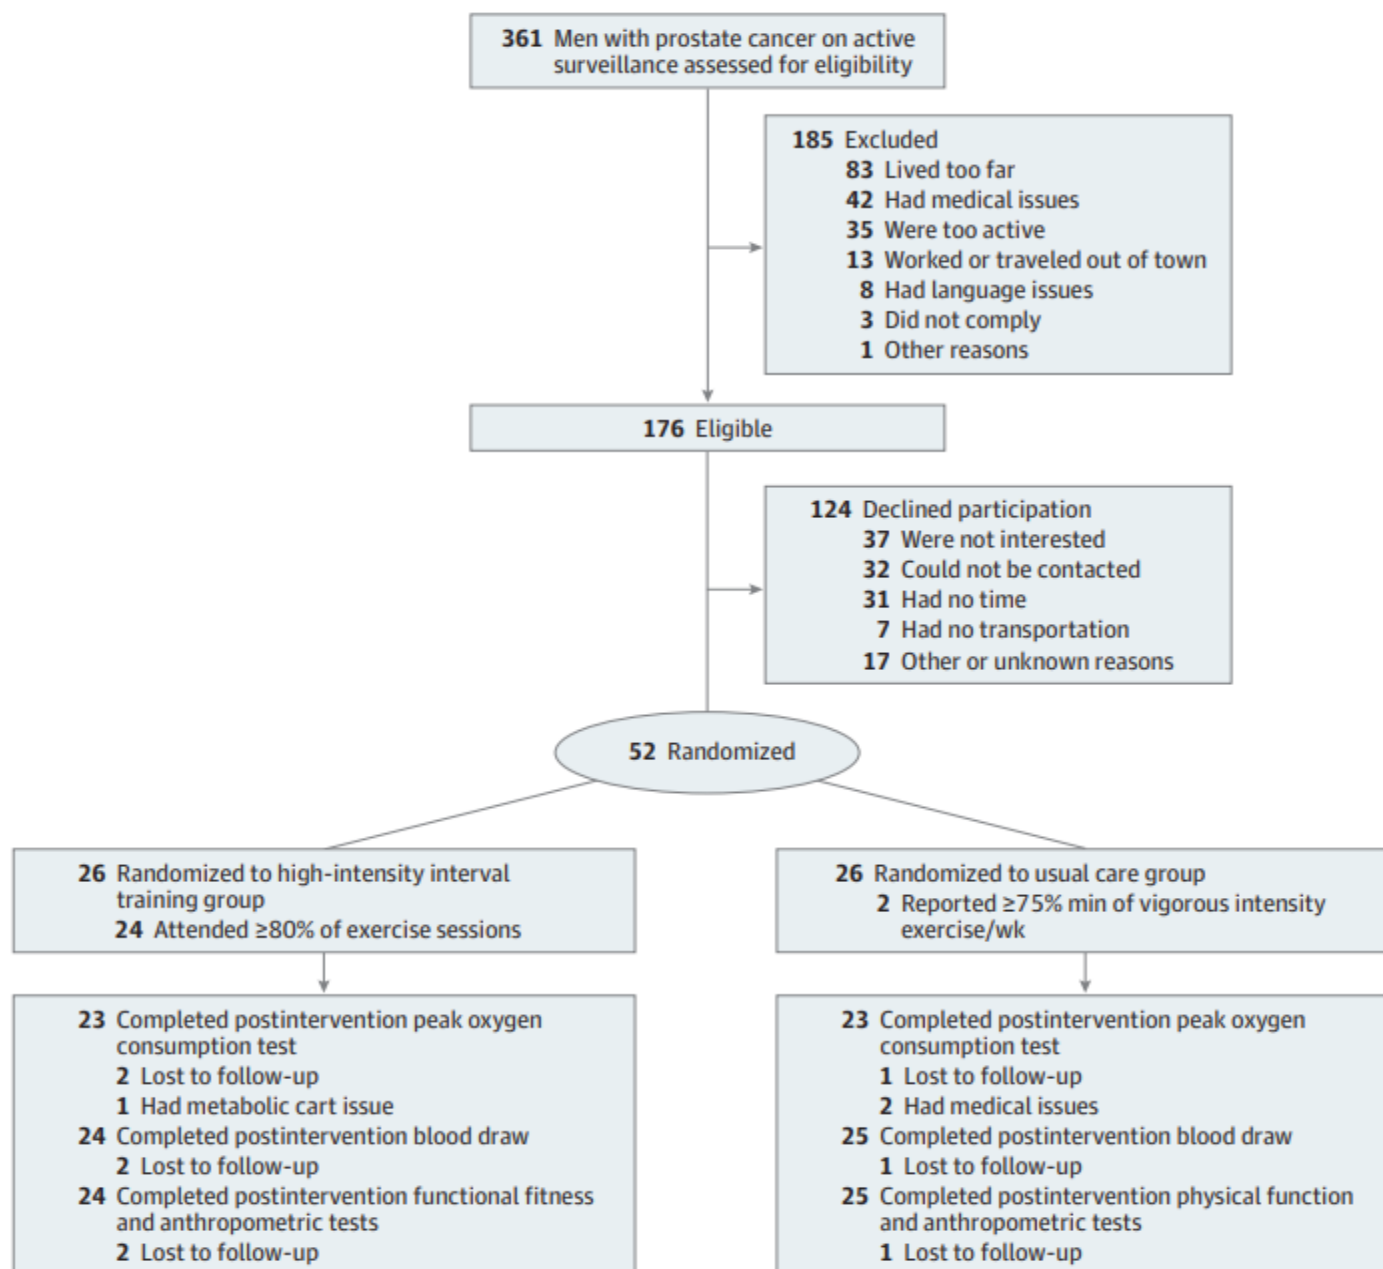 361 Men with prostate cancer on active
surveillance assessed for eligibility
185 Excluded
83 Lived too far
42 Had medical issues
35 Were too active
13 Worked or traveled out of town
8 Had language issues
3 Did not comply
1 Other reasons
176 Eligible
124 Declined participation
37 Were not interested
32 Could not be contacted
31 Had no time
7 Had no transportation
17 Other or unknown reasons
52 Randomized
26 Randomized to high-intensity interval
training group
24 Attended ≥80% of exercise sessions
26 Randomized to usual care group
2 Reported ≥75% min of vigorous intensity
exercise/wk
23 Completed postintervention peak oxygen
consumption test
2 Lost to follow-up
1 Had metabolic cart issue
24 Completed postintervention blood draw
2 Lost to follow-up
24 Completed postintervention functional fitness
and anthropometric tests
2 Lost to follow-up
23 Completed postintervention peak oxygen
consumption test
1 Lost to follow-up
2 Had medical issues
25 Completed postintervention blood draw
1 Lost to follow-up
25 Completed postintervention physical function
and anthropometric tests
1 Lost to follow-up